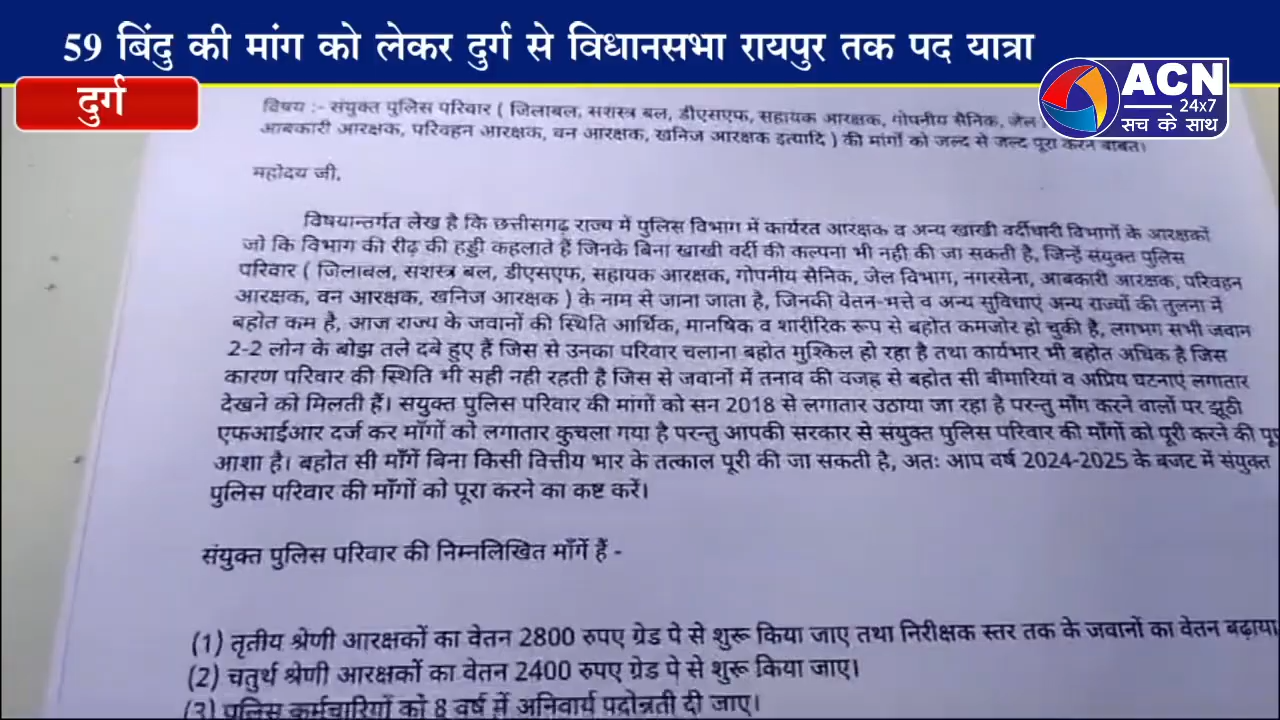 59 बिंदु की मांग को लेकर दुर्ग से विधानसभा रायपुर तक पद यात्रा
दुर्ग
ACN
24x7
सच के साथ
विषय :- संयुक्त पुलिस परिवार ( जिलाबल, सशस्त्र बल, डीएसएफ, सहायक आरक्षक, गोपनीय सैनिक, जेल
आबकारी आरक्षक, परिवहन आरक्षक, वन आरक्षक, खनिज आरक्षक इत्यादि ) की मांगों को जल्द से जल्द पूरा करने बाबत।
महोदय जी,
विषयान्तर्गत लेख है कि छत्तीसगढ़ राज्य में पुलिस विभाग में कार्यरत आरक्षक व अन्य खाखी वर्दीधारी विभागों के आरक्षकों
जो कि विभाग की रीढ़ की हड्डी कहलाते हैं जिनके बिना खाखी वर्दी की कल्पना भी नही की जा सकती है, जिन्हें संयुक्त पुलिस
परिवार ( जिलाबल, सशस्त्र बल, डीएसएफ, सहायक आरक्षक, गोपनीय सैनिक, जेल विभाग, नगरसेना, आबकारी आरक्षक, परिवहन
आरक्षक, वन आरक्षक, खनिज आरक्षक ) के नाम से जाना जाता है, जिनकी वेतन-भत्ते व अन्य सुविधाएं अन्य राज्यों की तुलना में
बहोत कम है, आज राज्य के जवानों की स्थिति आर्थिक, मानषिक व शारीरिक रूप से बहोत कमजोर हो चुकी है, लगभग सभी जवान
2-2 लोन के बोझ तले दबे हुए हैं जिस से उनका परिवार चलाना बहोत मुश्किल हो रहा है तथा कार्यभार भी बहोत अधिक है जिस
कारण परिवार की स्थिति भी सही नही रहती है जिस से जवानों में तनाव की वजह से बहोत सी बीमारियां व अप्रिय घटनाएं लगातार
देखने को मिलती हैं। सयुक्त पुलिस परिवार की मांगों को सन 2018 से लगातार उठाया जा रहा है परन्तु माँग करने वालों पर झूठी
एफआईआर दर्ज कर माँगों को लगातार कुचला गया है परन्तु आपकी सरकार से संयुक्त पुलिस परिवार की माँगों को पूरी करने की
आशा है। बहोत सी माँगें बिना किसी वित्तीय भार के तत्काल पूरी की जा सकती है, अतः आप वर्ष 2024-2025 के बजट में संयुक्त
पुलिस परिवार की माँगों को पूरा करने का कष्ट करें।
संयुक्त पुलिस परिवार की निम्नलिखित माँगें हैं -
(1) तृतीय श्रेणी आरक्षकों का वेतन 2800 रुपए ग्रेड पे से शुरू किया जाए तथा निरीक्षक स्तर तक के जवानों का वेतन बढ़ाया
(2) चतुर्थ श्रेणी आरक्षकों का वेतन 2400 रुपए ग्रेड पे से शुरू किया जाए।
(3) पुलिस कर्मचारियों को 8 वर्ष में अनिवार्य पदोन्नती दी जाए।